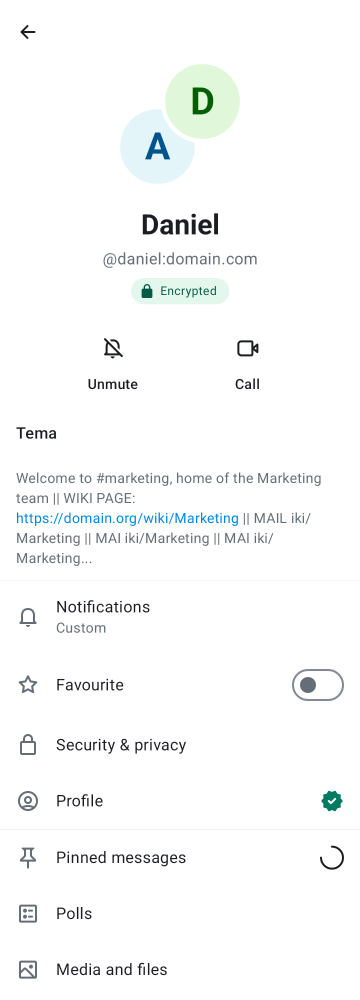 D
A
Daniel
@daniel:domain.com
Encrypted
Unmute
Call
Tema
Welcome to #marketing, home of the Marketing
team || WIKI PAGE:
https://domain.org/wiki/Marketing || MAIL iki/
Marketing || MAI iki/Marketing || MAI iki/
Marketing...
Notifications
Custom
Favourite
Security & privacy
Profile
Pinned messages
Polls
Media and files